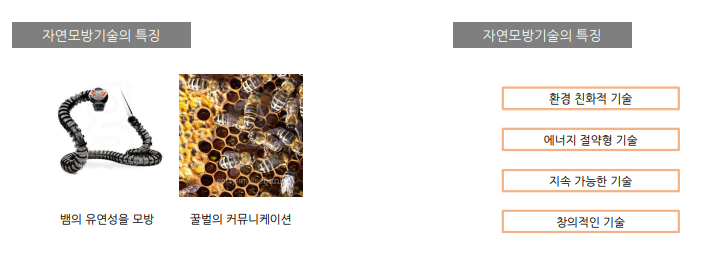 자연모방기술의 특징
뱀의 유연성을 모방
꿀벌의 커뮤니케이션
자연모방기술의 특징
환경 친화적 기술
에너지 절약형 기술
지속 가능한 기술
창의적인 기술